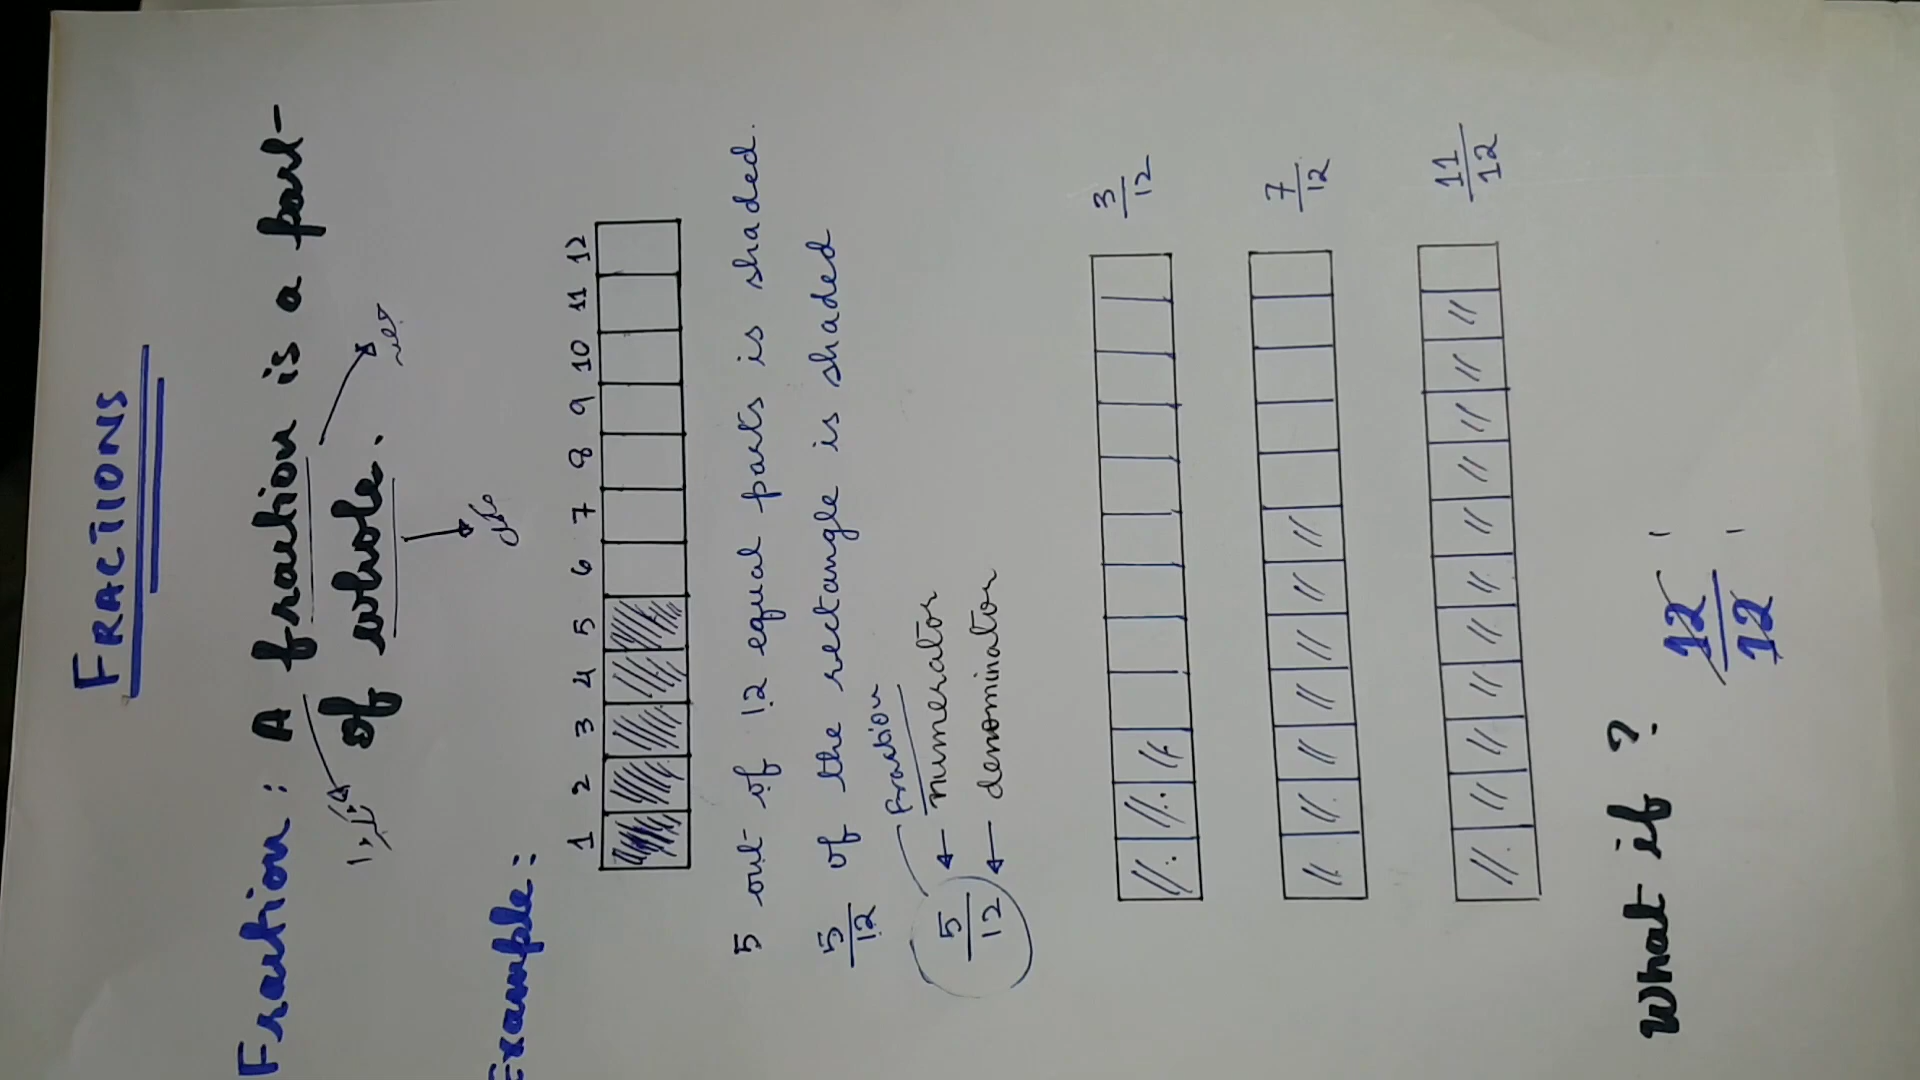 FRACTIONS
Fraction : A fraction is a part
of whole.
Example :
1 2 3 4 5 6 7 8 9 10 11 12
5 out of 12 equal parts is shaded.
5/12 of the rectangle is shaded
Fraction
5/12 ← numerator
← denominator
3/12
7/12
11/12
What if ? 12/12 1 1